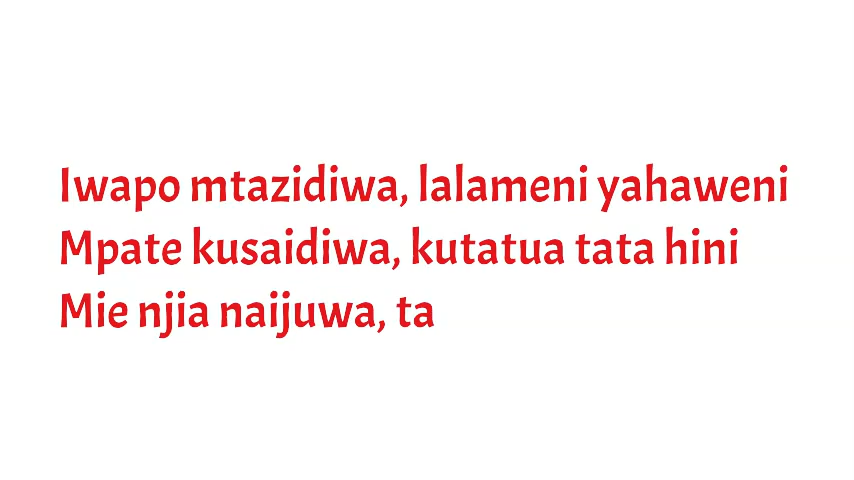 Iwapo mtazidiwa, lalameni yahaweni
Mpate kusaidiwa, kutatua tata hini
Mie njia naijuwa, ta